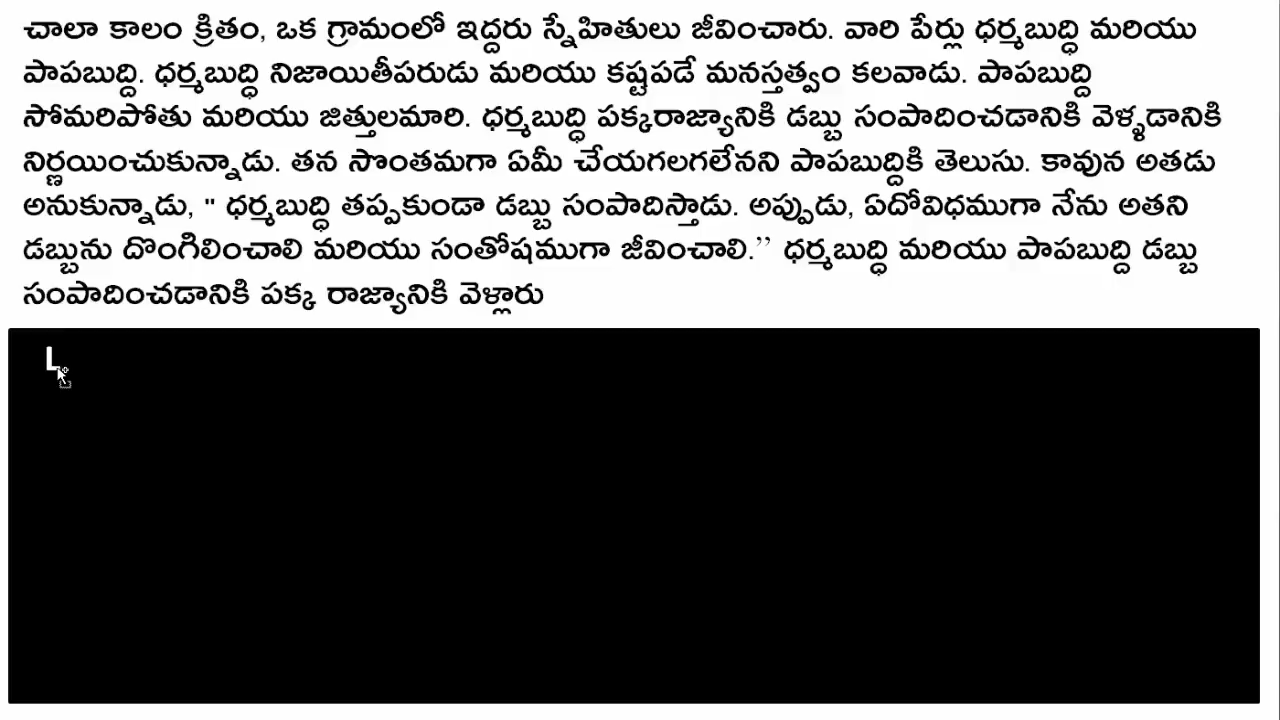 చాలా కాలం క్రితం, ఒక గ్రామంలో ఇద్దరు స్నేహితులు జీవించారు. వారి పేర్లు ధర్మబుద్ధి మరియు
పాపబుద్ది. ధర్మబుద్ధి నిజాయితీపరుడు మరియు కష్టపడే మనస్తత్వం కలవాడు. పాపబుద్ది
సోమరిపోతు మరియు జిత్తులమారి. ధర్మబుద్ధి పక్కరాజ్యానికి డబ్బు సంపాదించడానికి వెళ్ళడానికి
నిర్ణయించుకున్నాడు. తన సొంతమగా ఏమీ చేయగలగలేనని పాపబుద్దికి తెలుసు. కావున అతడు
అనుకున్నాడు, " ధర్మబుద్ధి తప్పకుండా డబ్బు సంపాదిస్తాడు. అప్పుడు, ఏదోవిధముగా నేను అతని
డబ్బును దొంగిలించాలి మరియు సంతోషముగా జీవించాలి.’’ ధర్మబుద్ధి మరియు పాపబుద్ది డబ్బు
సంపాదించడానికి పక్క రాజ్యానికి వెళ్లారు
L